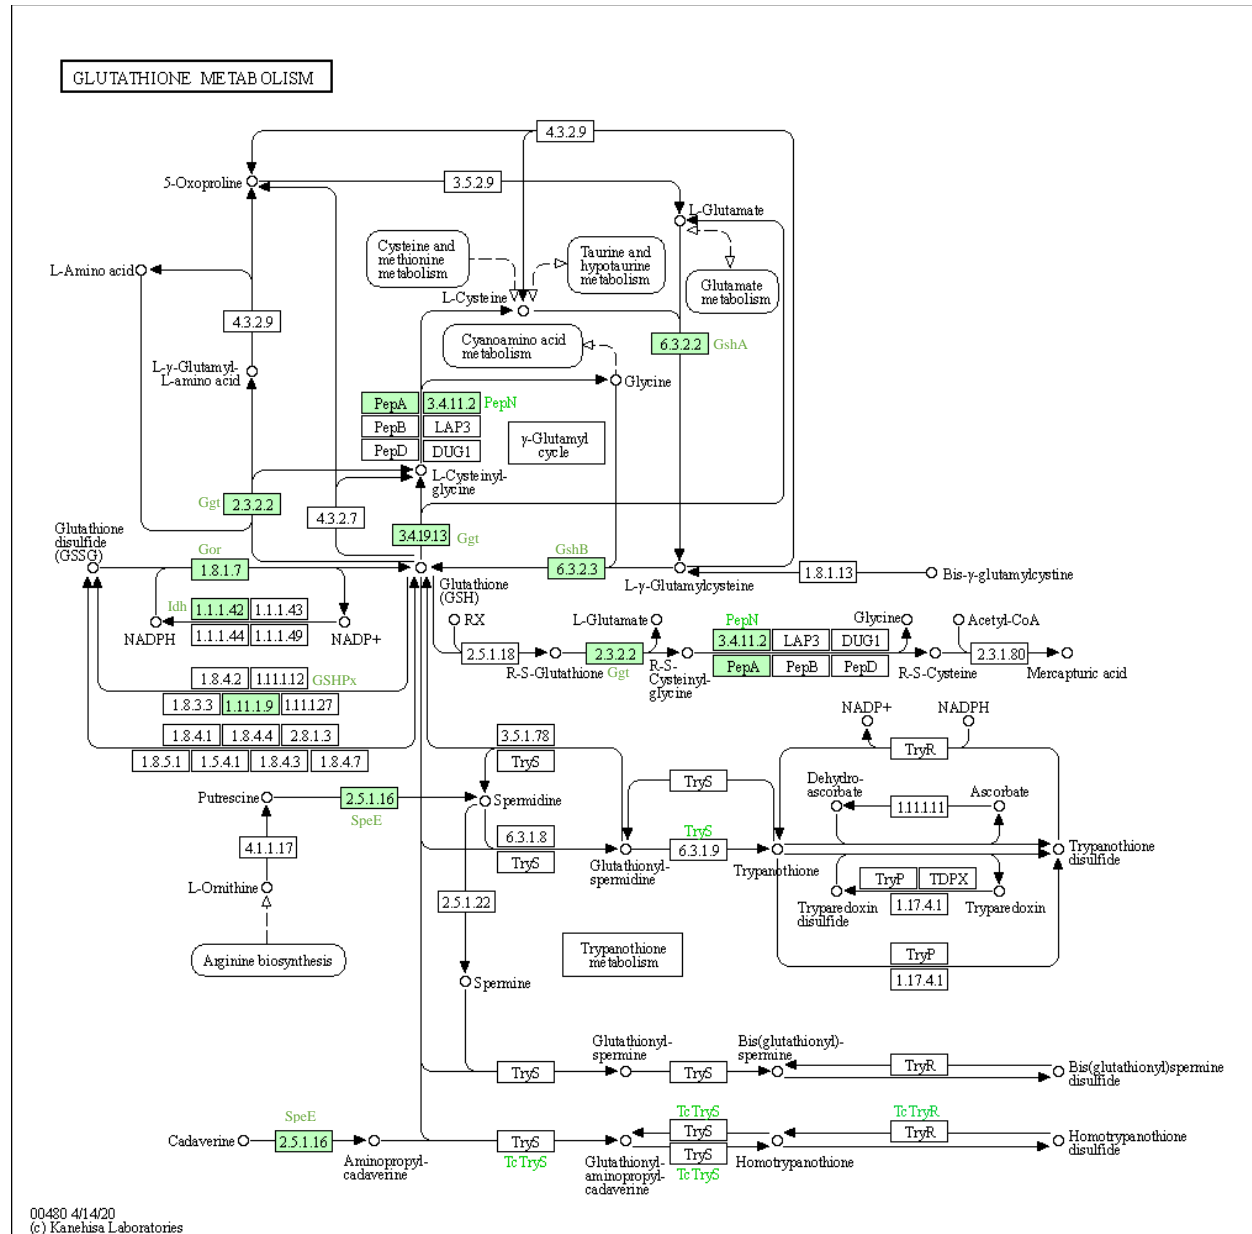 GLUTATHIONE METABOLISM
4.3.2.9
5-Oxoproline
3.5.2.9
L-Glutamate
Cysteine and
methionine
metabolism
Taurine and
hypotaurine
metabolism
L-Amino acid
Glutamate
metabolism
L-Cysteine
4.3.2.9
Cyanoamino acid
metabolism
6.3.2.2
GshA
L-γ-Glutamyl-
L-amino acid
Glycine
PepA
3.4.11.2
PepN
PepB
LAP3
PepD
DUG1
γ-Glutamyl
cycle
L-Cysteinyl-
glycine
Ggt
2.3.2.2
4.3.2.7
3.4.19.13
Ggt
Glutathione
disulfide
(GSSG)
Gor
1.8.1.7
GshB
6.3.2.3
Glutathione
(GSH)
L-γ-Glutamylcysteine
1.8.1.13
Bis-γ-glutamylcystine
Idh
1.1.1.42
1.1.1.43
1.1.1.44
1.1.1.49
NADPH
NADP+
RX
L-Glutamate
PepN
Glycine
Acetyl-CoA
3.4.11.2
LAP3
DUG1
2.5.1.18
2.3.2.2
2.3.1.80
R-S-Glutathione
Ggt
R-S-
Cysteinyl-
glycine
PepA
PepB
PepD
R-S-Cysteine
Mercapturic acid
1.8.4.2
1.11.1.12
GSHPx
1.8.3.3
1.11.1.9
1.11.1.27
1.8.4.1
1.8.4.4
2.8.1.3
1.8.5.1
1.5.4.1
1.8.4.3
1.8.4.7
NADP+
NADPH
3.5.1.78
TryS
TryR
TryS
Dehydro-
ascorbate
Ascorbate
1.11.1.11
Putrescine
2.5.1.16
SpeE
Spermidine
4.1.1.17
6.3.1.8
TryS
Glutathionyl-
spermidine
TryS
6.3.1.9
Trypanothione
Trypanothione
disulfide
L-Ornithine
TryP
TDPX
1.17.4.1
Tryparedoxin
disulfide
Tryparedoxin
2.5.1.22
Arginine biosynthesis
Trypanothione
metabolism
TryP
1.17.4.1
Spermine
Glutathionyl-
spermine
Bis(glutathionyl)-
spermine
TryS
TryS
TryR
Bis(glutathionyl)spermine
disulfide
SpeE
TcTryS
TcTryR
Cadaverine
2.5.1.16
Aminopropyl-
cadaverine
TryS
TcTryS
Glutathionyl-
aminopropyl-
cadaverine
TryS
TryS
TcTryS
Homotrypanothione
TryR
Homotrypanothione
disulfide
00480 4/14/20
(c) Kanehisa Laboratories